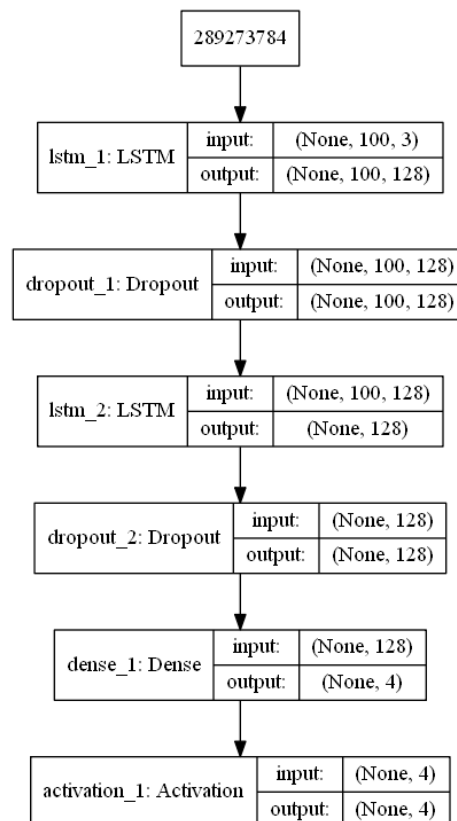 289273784
lstm_1: LSTM
input: (None, 100, 3)
output: (None, 100, 128)
dropout_1: Dropout
input: (None, 100, 128)
output: (None, 100, 128)
lstm_2: LSTM
input: (None, 100, 128)
output: (None, 128)
dropout_2: Dropout
input: (None, 128)
output: (None, 128)
dense_1: Dense
input: (None, 128)
output: (None, 4)
activation_1: Activation
input: (None, 4)
output: (None, 4)